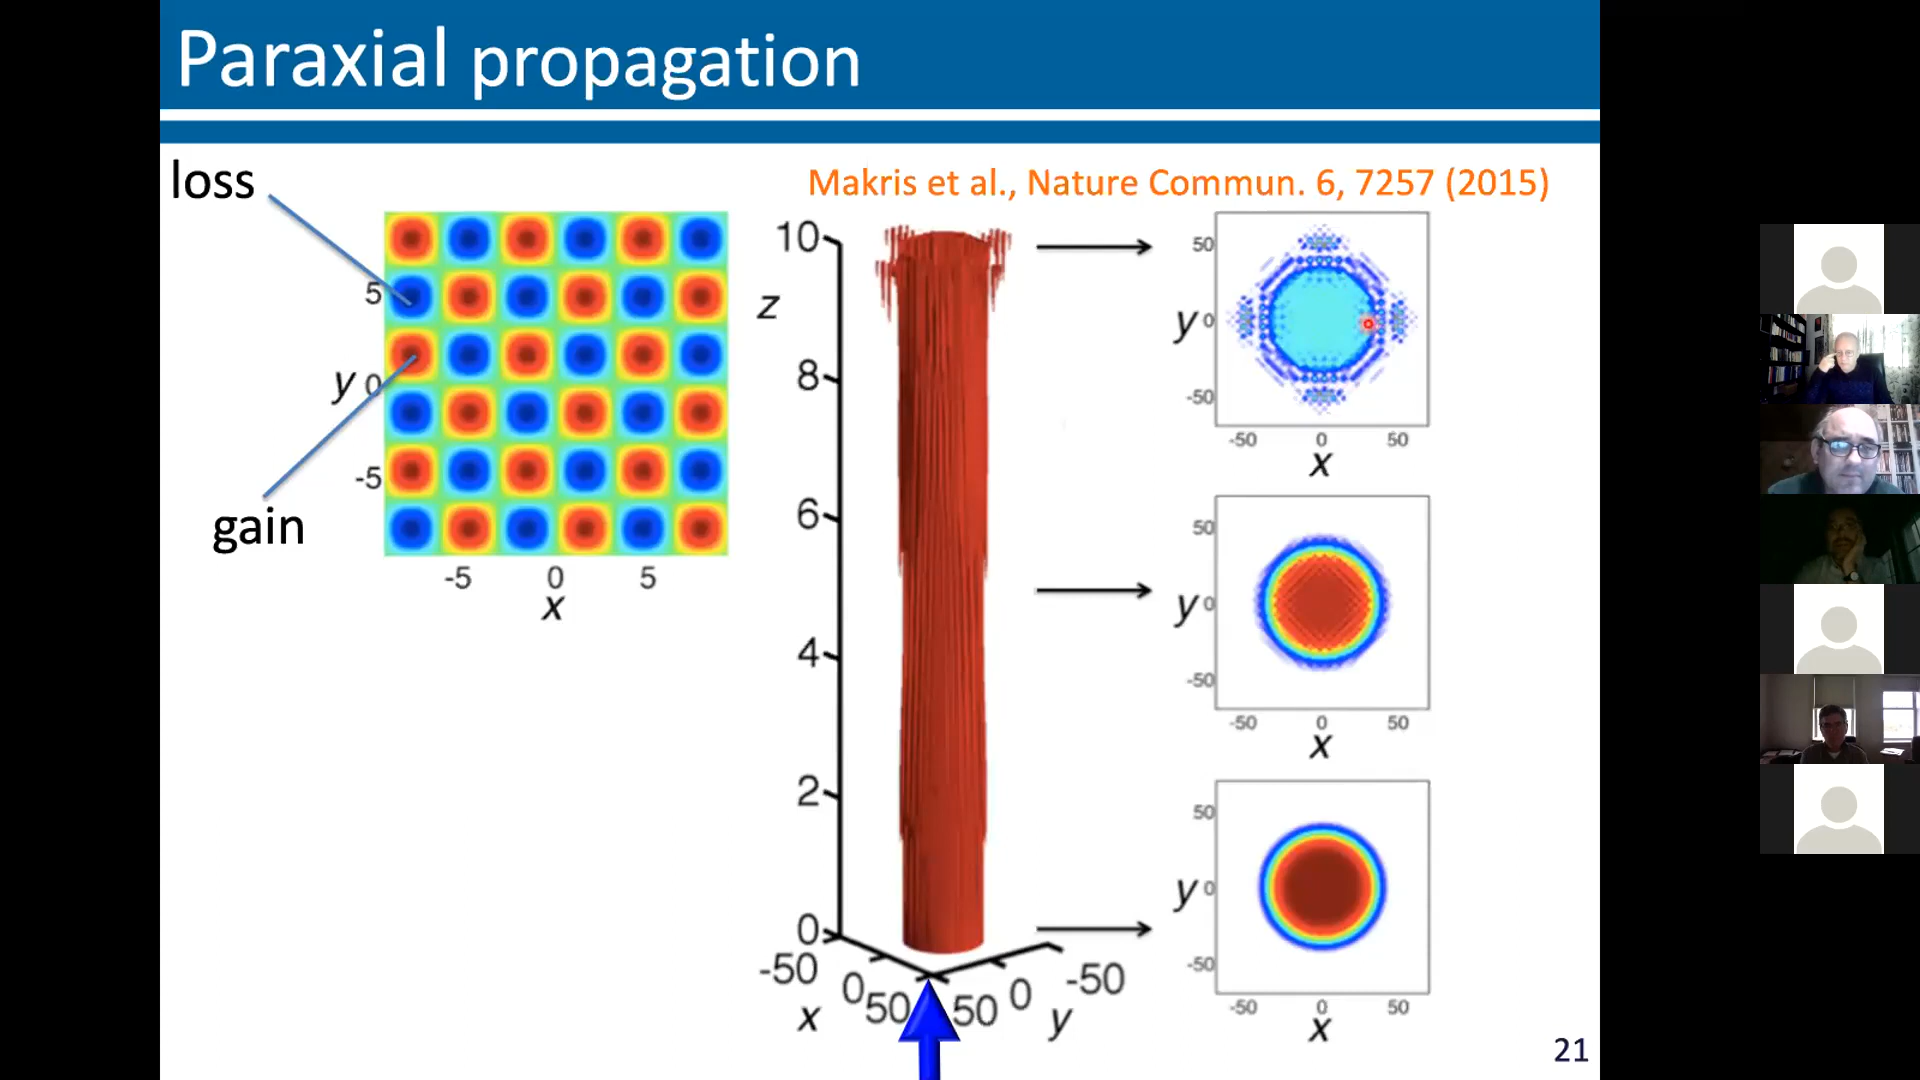 Paraxial propagation
loss
Makris et al., Nature Commun. 6, 7257 (2015)
gain
5
y 0
-5
-5 0 5
x
10
z
8
6
4
2
0
-50 0 50
x
50 0 -50
y
50
y 0
-50
-50 0 50
x
50
y 0
-50
-50 0 50
x
50
y 0
-50
-50 0 50
x
21